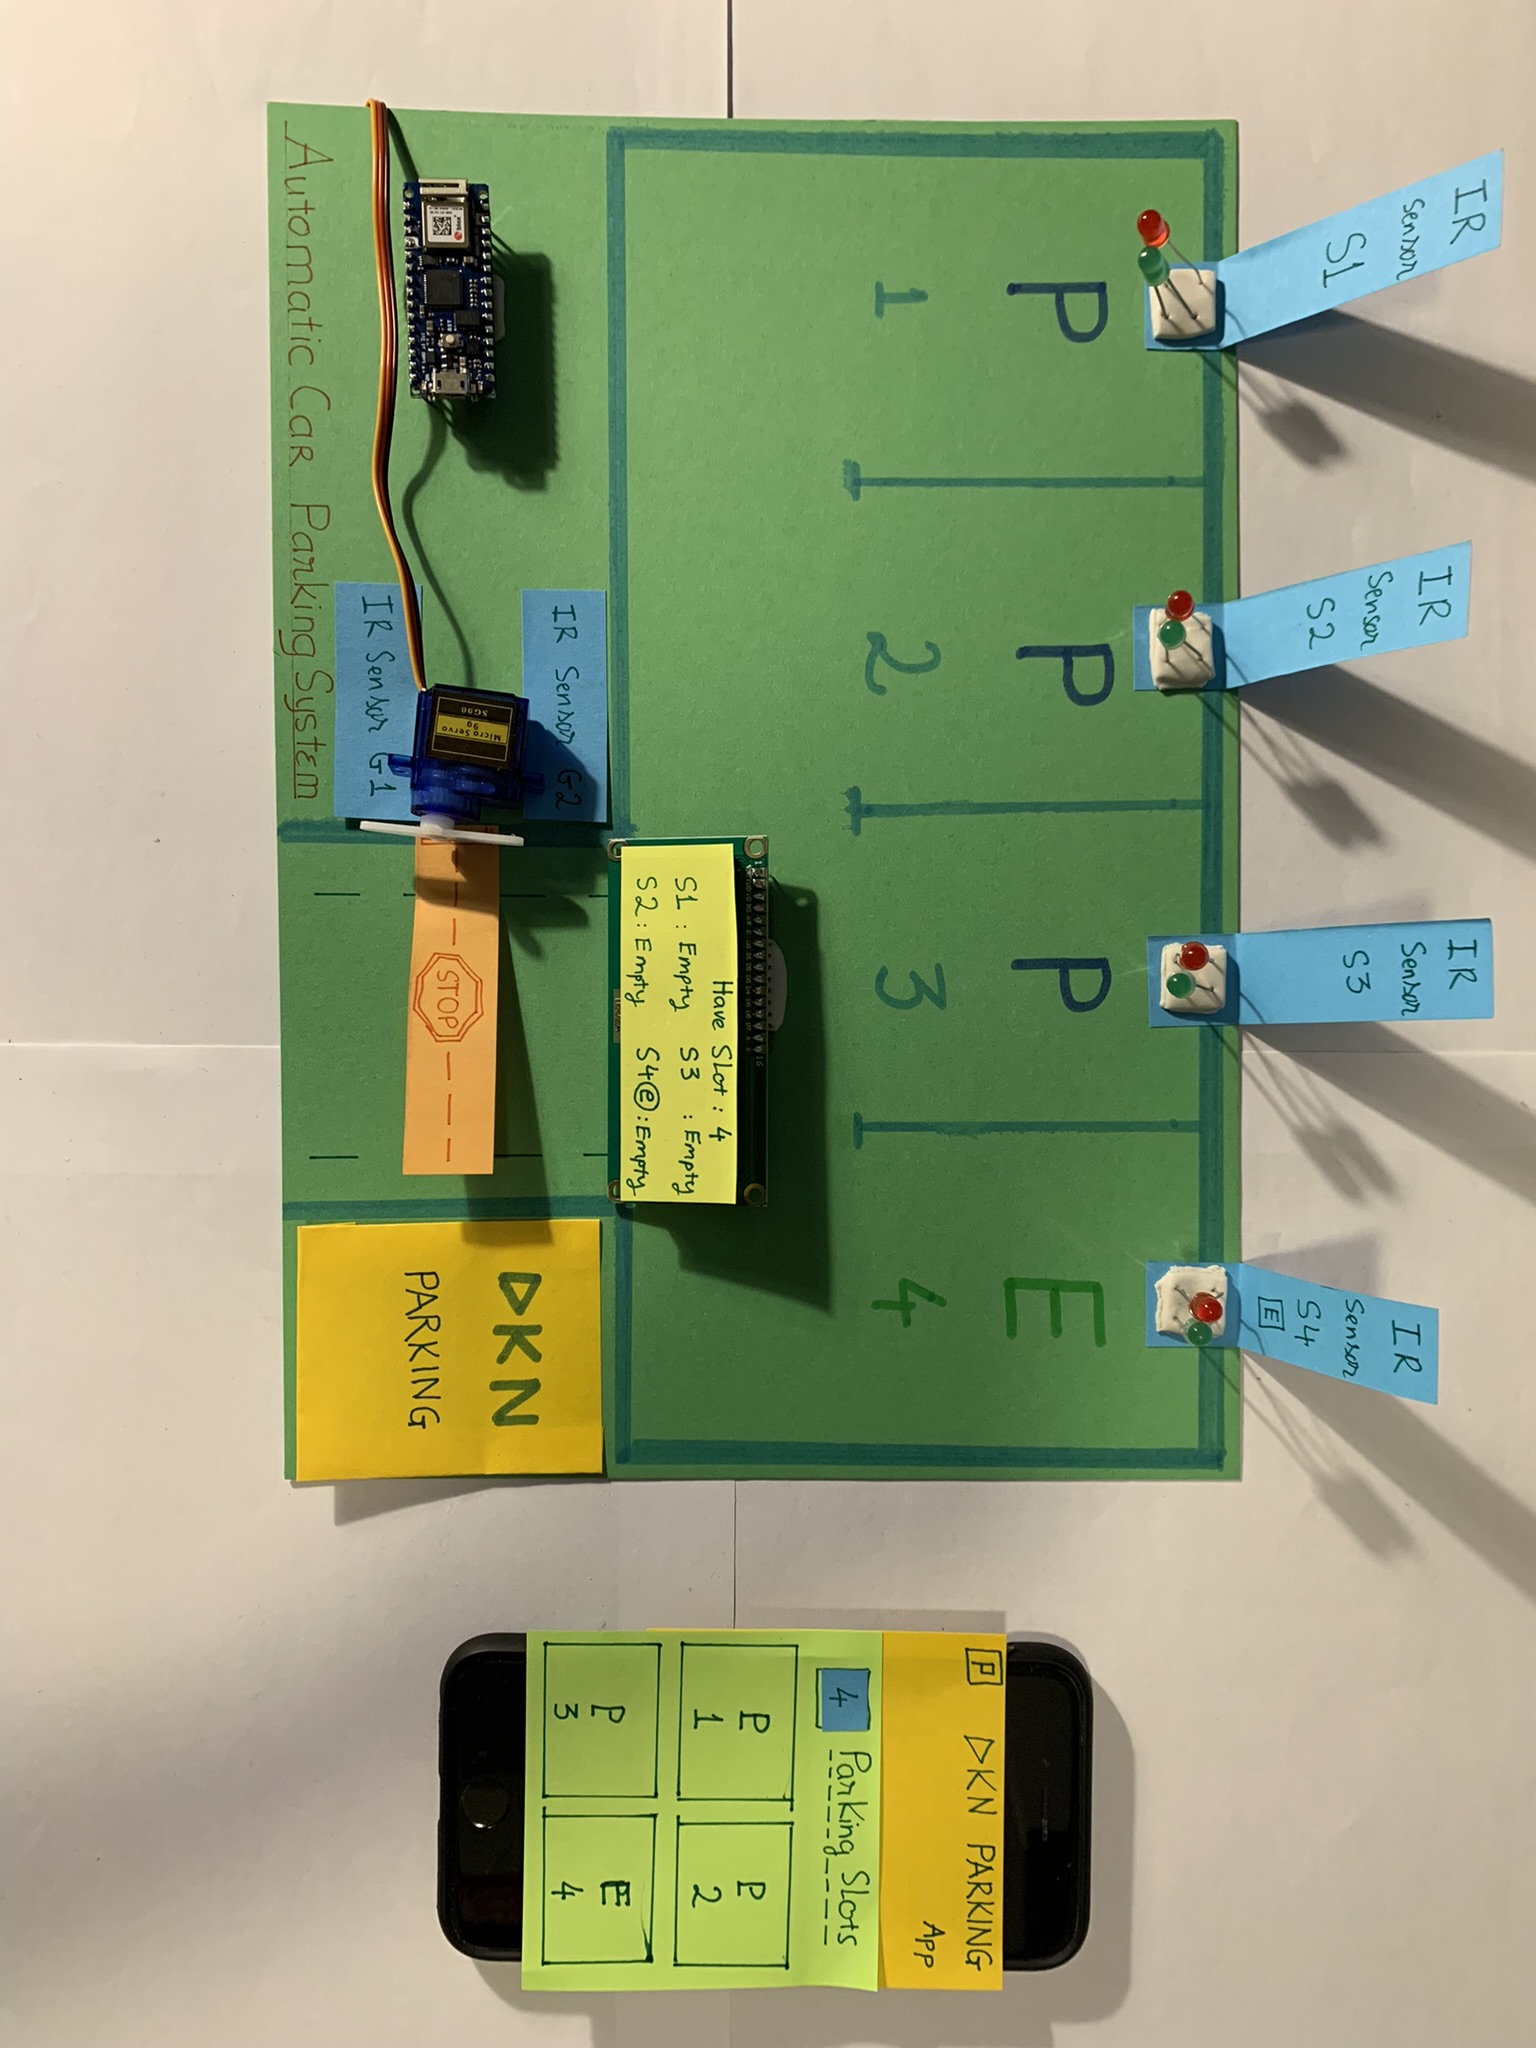 IR
Sensor
S1
IR
Sensor
S2
IR
Sensor
S3
IR
Sensor
S4
E
P
1
P
2
P
3
E
4
Have Slot : 4
S1 : Empty S3 : Empty
S2 : Empty S4ⓔ : Empty
IR Sensor G2
IR Sensor G1
Micro Servo
9g
SG90
STOP
DKN
PARKING
Automatic Car Parking System
P DKN PARKING
App
4 Parking Slots
P
1
P
2
P
3
E
4